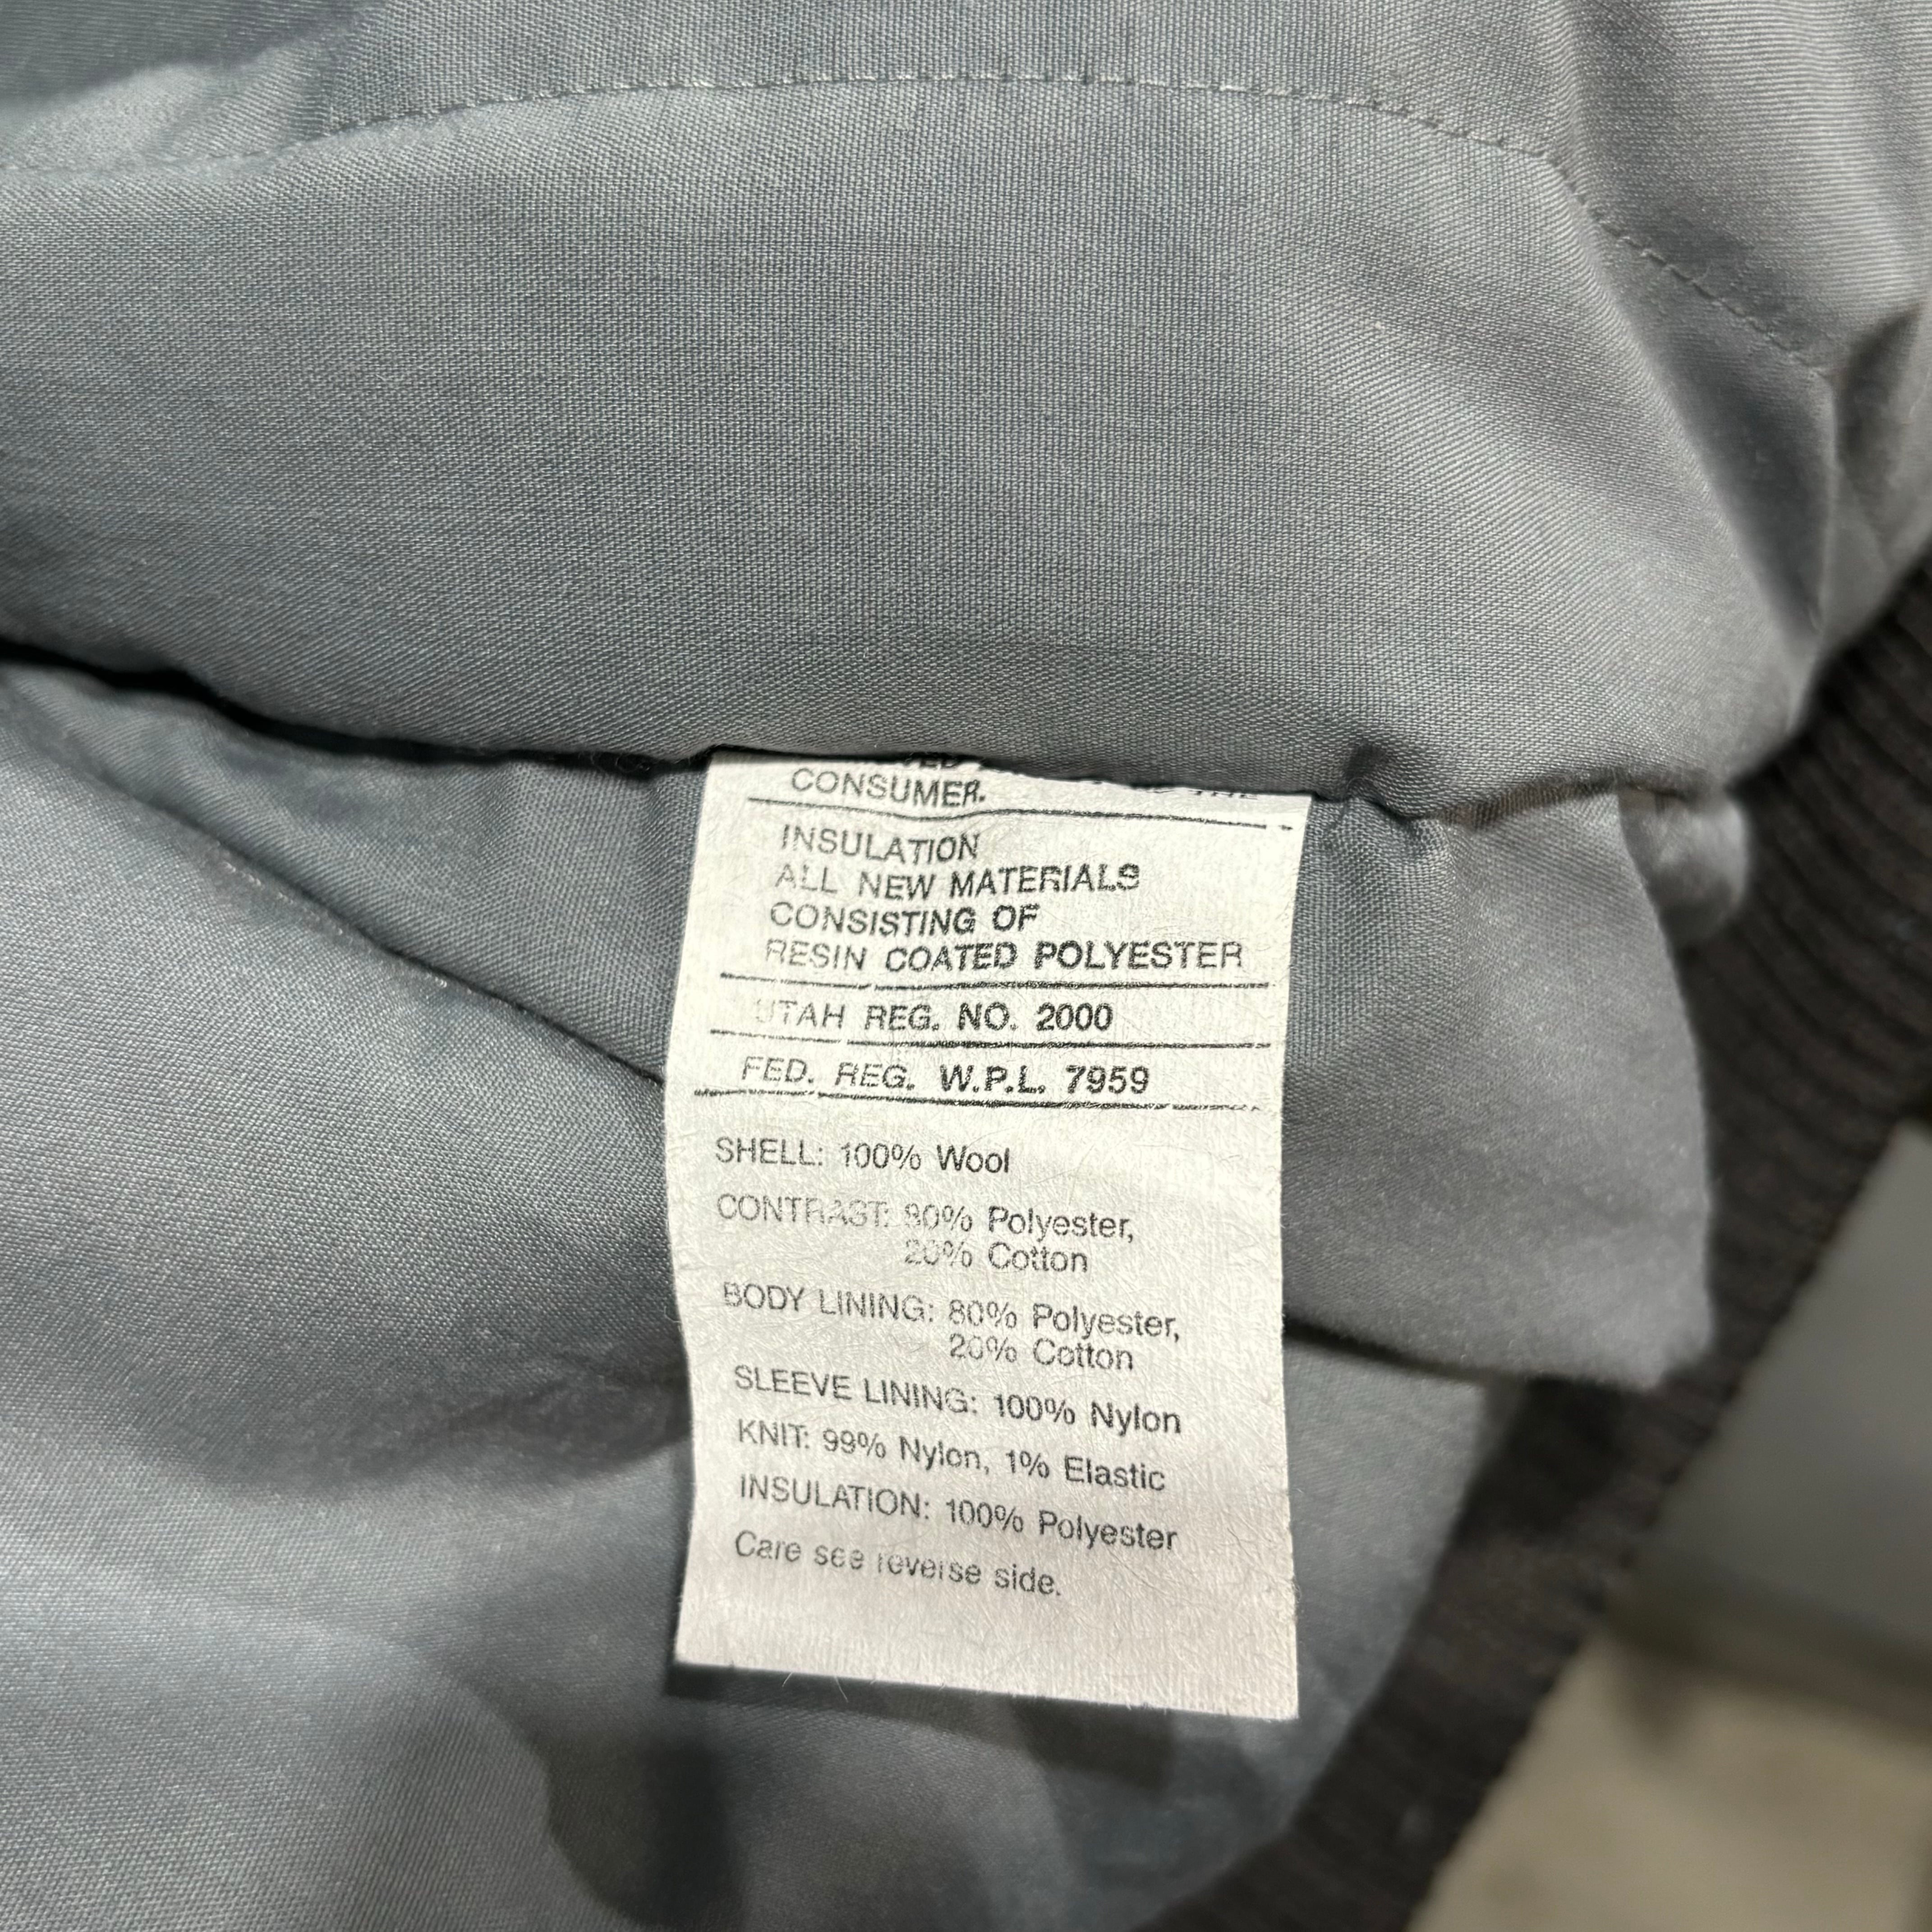 CONSUMER. THE
INSULATION
ALL NEW MATERIALS
CONSISTING OF
RESIN COATED POLYESTER
UTAH REG. NO. 2000
FED. REG. W.P.L. 7959
SHELL: 100% Wool
CONTRAST: 80% Polyester,
20% Cotton
BODY LINING: 80% Polyester,
20% Cotton
SLEEVE LINING: 100% Nylon
KNIT: 99% Nylon, 1% Elastic
INSULATION: 100% Polyester
Care see reverse side.